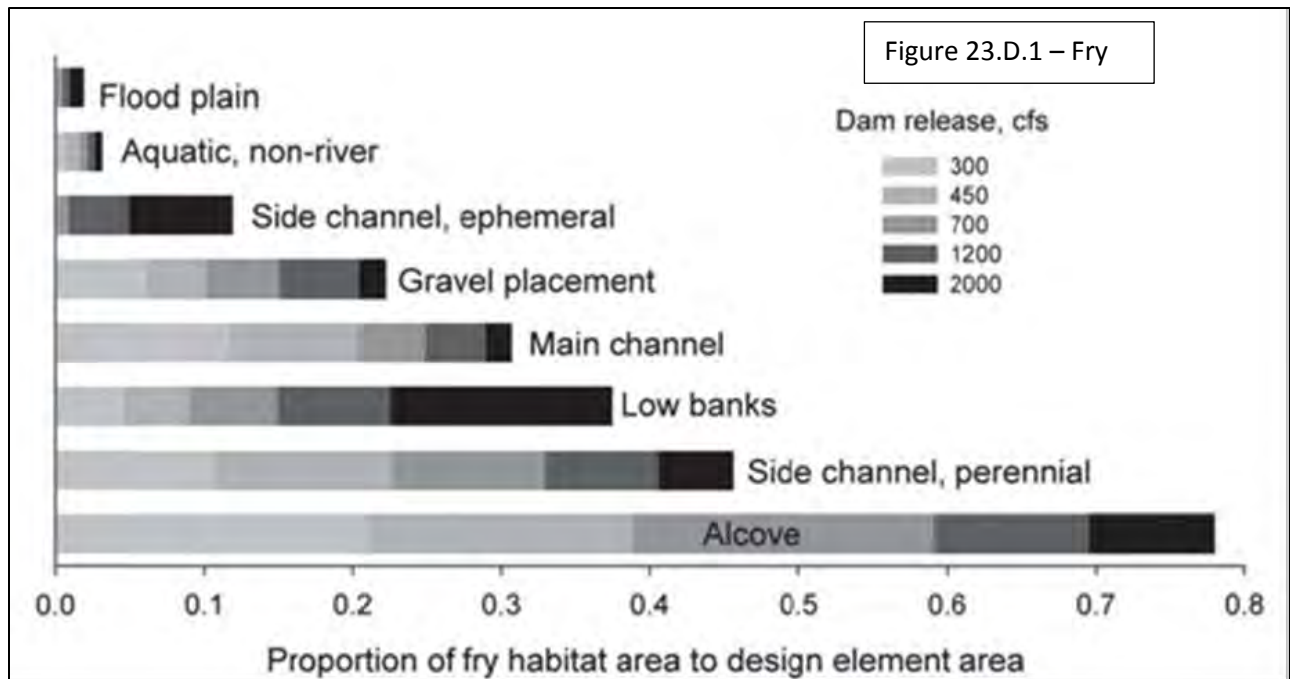 Figure 23.D.1 – Fry
Flood plain
Aquatic, non-river
Side channel, ephemeral
Gravel placement
Main channel
Low banks
Side channel, perennial
Alcove
Dam release, cfs
300
450
700
1200
2000
0.0 0.1 0.2 0.3 0.4 0.5 0.6 0.7 0.8
Proportion of fry habitat area to design element area